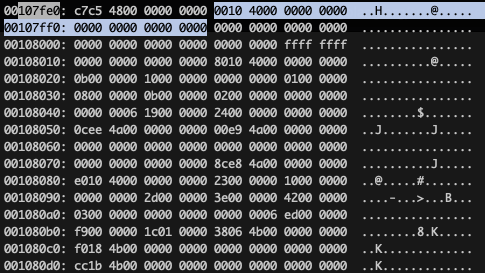 00107fe0: c7c5 4800 0000 0000 0010 4000 0000 0000 ..H.......@.....
00107ff0: 0000 0000 0000 0000 0000 0000 0000 0000 ................
00108000: 0000 0000 0000 0000 0000 0000 ffff ffff ................
00108010: 0000 0000 0000 0000 8010 4000 0000 0000 ..........@.....
00108020: 0b00 0000 1000 0000 0000 0000 0100 0000 ................
00108030: 0800 0000 0b00 0000 0200 0000 0000 0000 ................
00108040: 0000 0006 1900 0000 2400 0000 0000 0000 ........$.......
00108050: 0cee 4a00 0000 0000 00e9 4a00 0000 0000 ..J.......J.....
00108060: 0000 0000 0000 0000 0000 0000 0000 0000 ................
00108070: 0000 0000 0000 0000 8ce8 4a00 0000 0000 ..........J.....
00108080: e010 4000 0000 0000 2300 0000 1000 0000 ..@.....#.......
00108090: 0000 0000 2d00 0000 3e00 0000 4200 0000 ....-...>...B...
001080a0: 0300 0000 0000 0000 0000 0006 ed00 0000 ................
001080b0: f900 0000 1c01 0000 3806 4b00 0000 0000 ........8.K.....
001080c0: f018 4b00 0000 0000 0000 0000 0000 0000 ..K.............
001080d0: cc1b 4b00 0000 0000 0000 0000 0000 0000 ..K.............